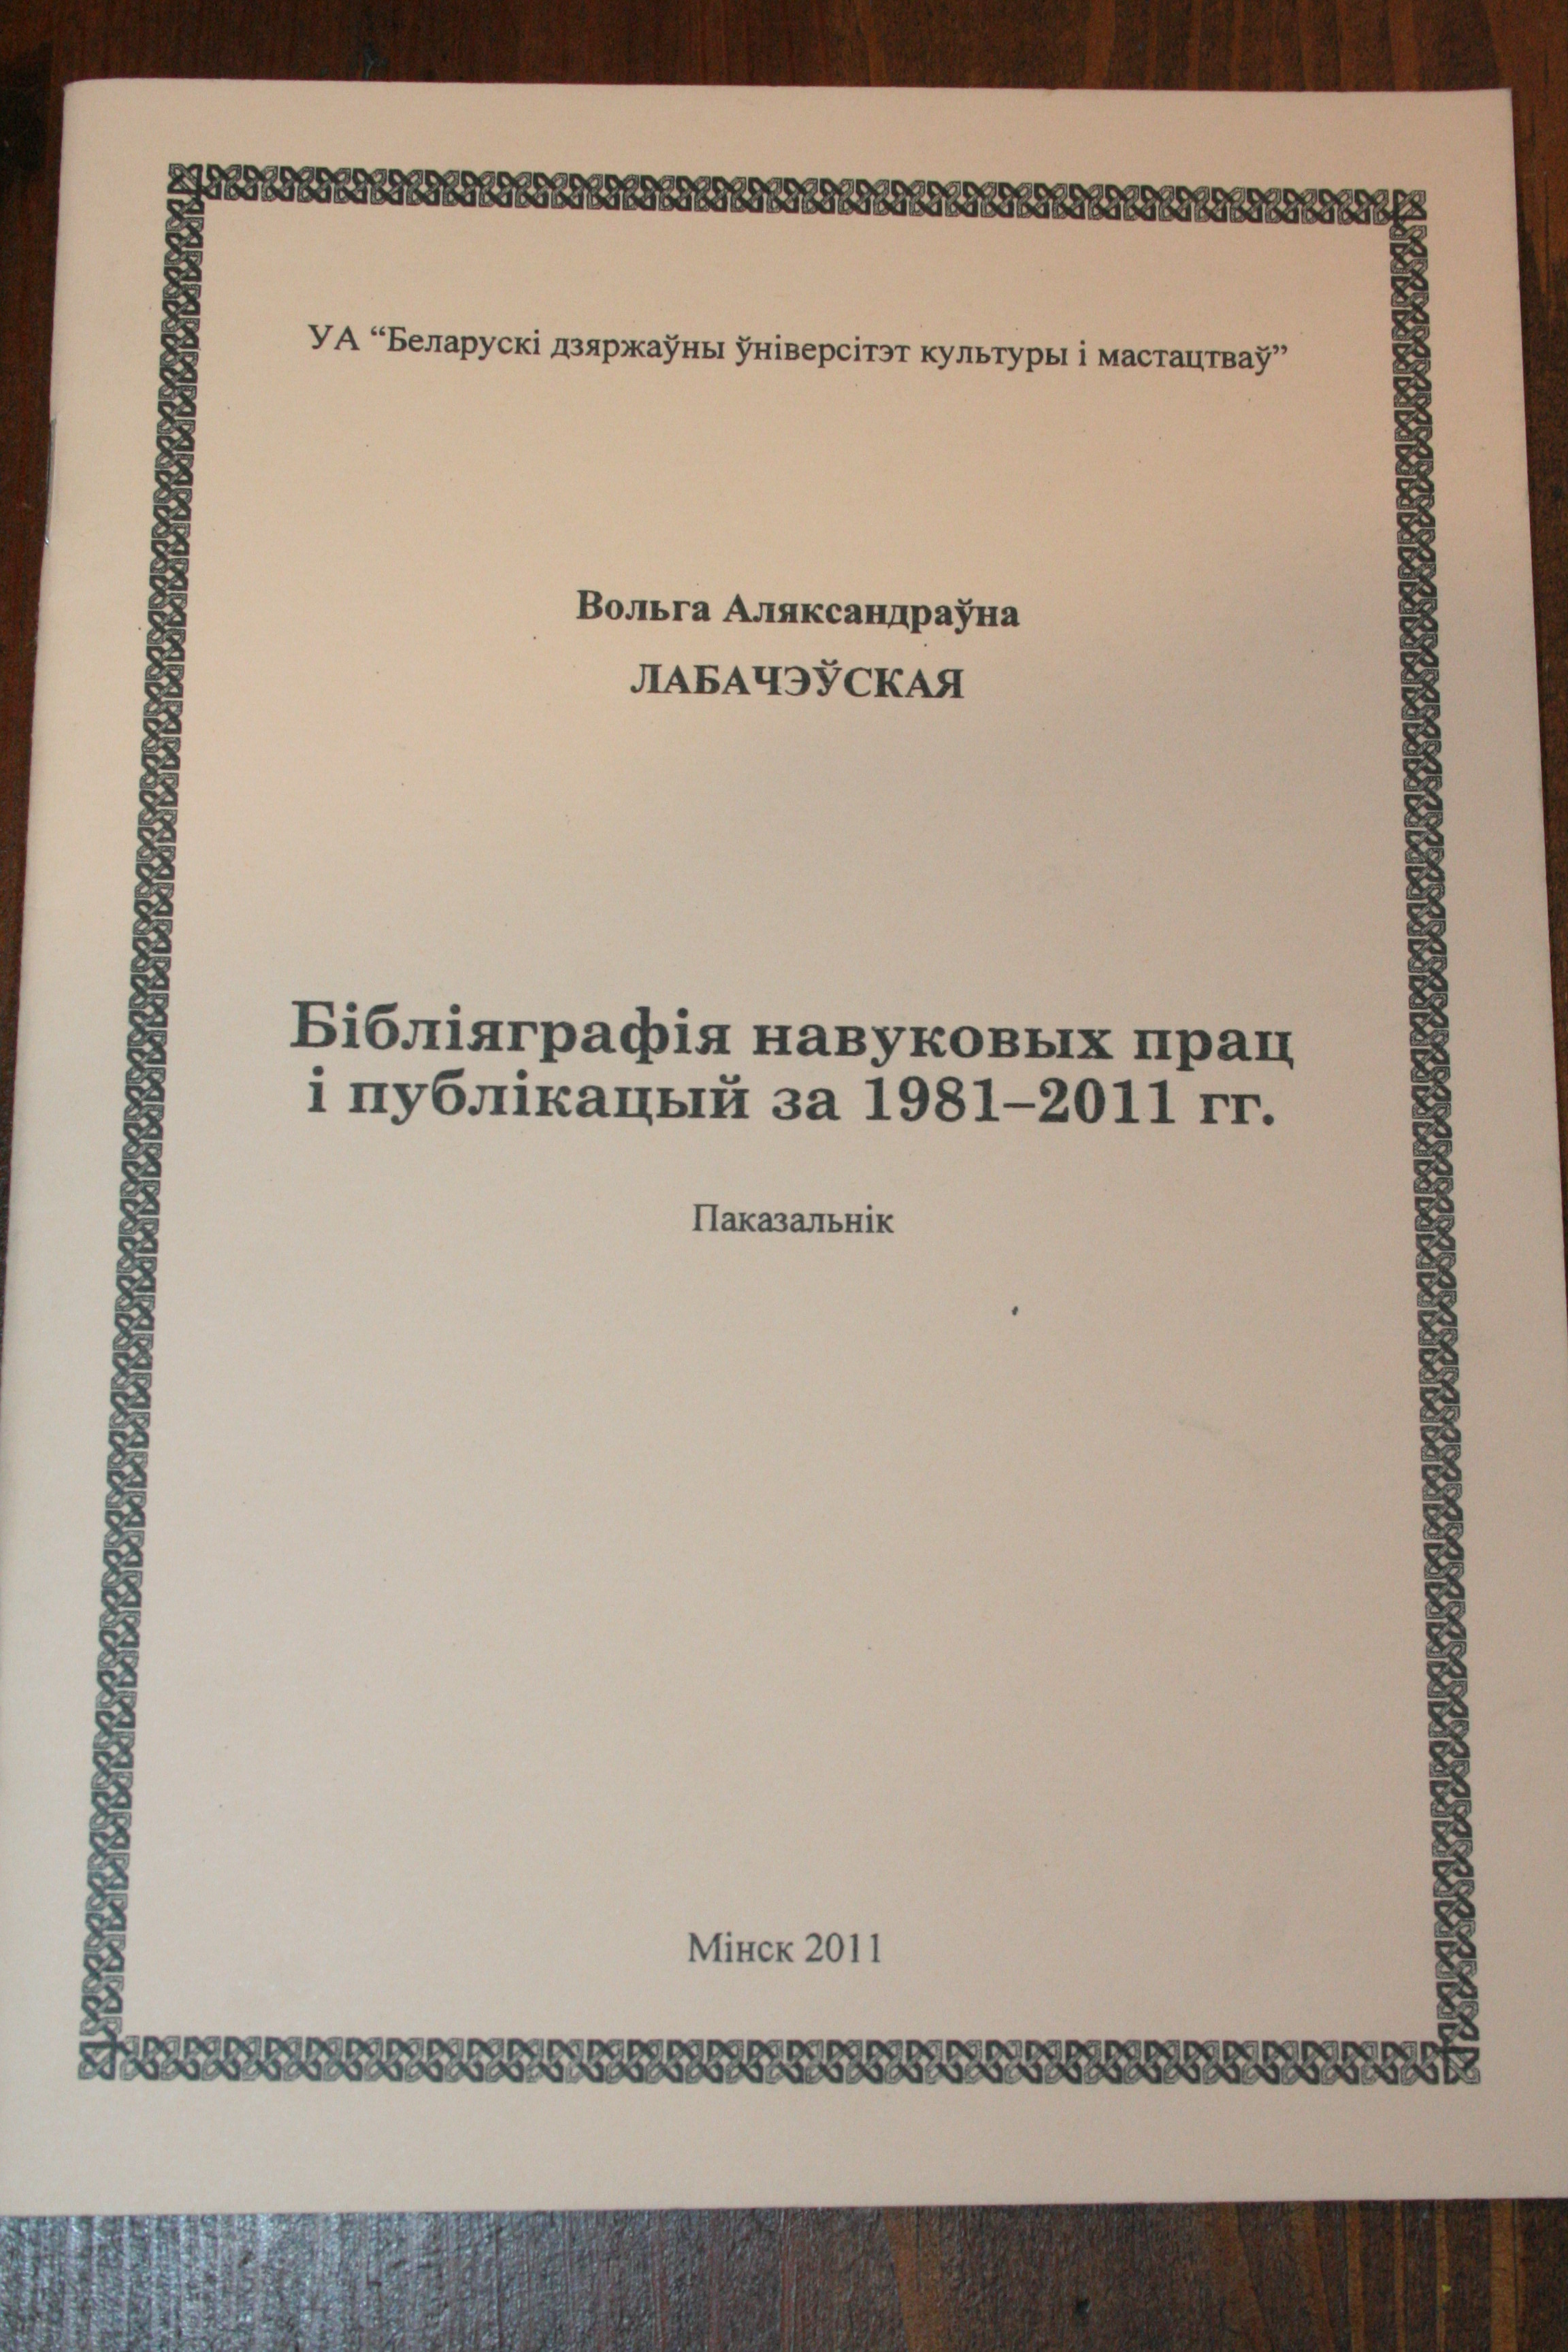 УА “Беларускі дзяржаўны ўніверсітэт культуры і мастацтваў”
Вольга Аляксандраўна
ЛАБАЧЭЎСКАЯ
Бібліяграфія навуковых прац
і публікацый за 1981–2011 гг.
Паказальнік
Мінск 2011